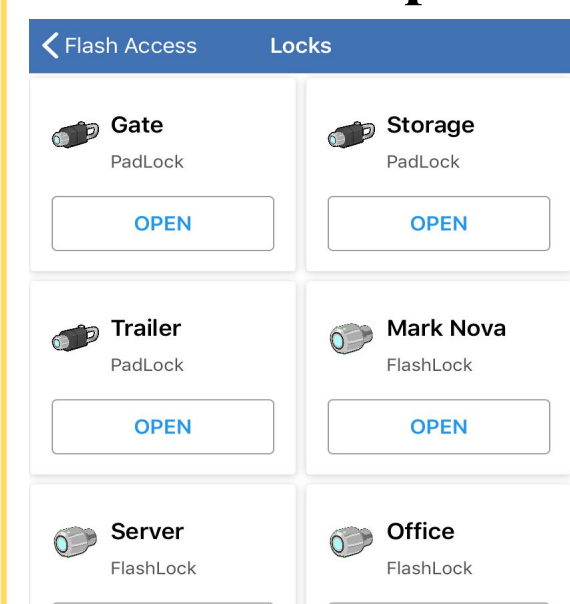 Flash Access Locks
Gate
PadLock
OPEN
Storage
PadLock
OPEN
Trailer
PadLock
OPEN
Mark Nova
FlashLock
OPEN
Server
FlashLock
Office
FlashLock